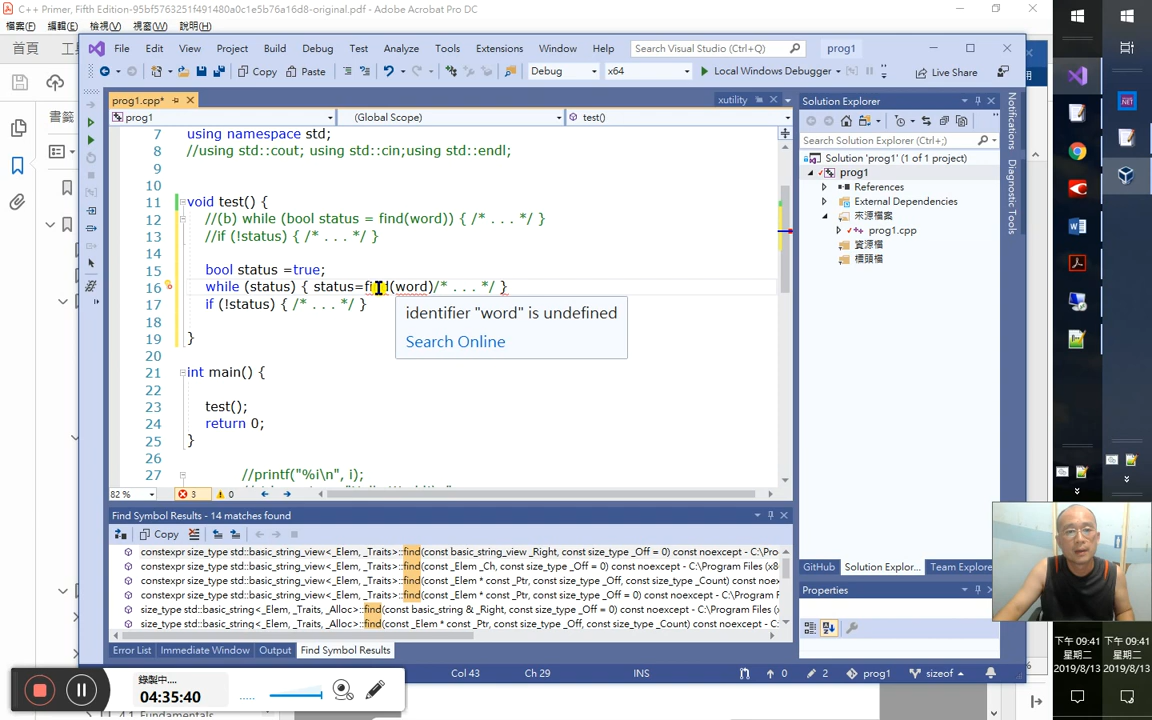 C++ Primer, Fifth Edition-95bf5763251f491480a0c1e5b76a16d8-original.pdf - Adobe Acrobat Pro DC
檔案(F) 編輯(E) 檢視(V) 視窗(W) 說明(H)
首頁
File Edit View Project Build Debug Test Analyze Tools Extensions Window Help Search Visual Studio (Ctrl+Q) prog1
Copy Paste Debug x64 Local Windows Debugger Live Share
書籤
prog1.cpp* xutility
prog1 (Global Scope) test()
7 using namespace std;
8 //using std::cout; using std::cin;using std::endl;
9
10
11 void test() {
12 //(b) while (bool status = find(word)) { /* . . . */ }
13 //if (!status) { /* . . . */ }
14
15 bool status =true;
16 while (status) { status=find(word)/* . . . */ }
17 if (!status) { /* . . . */ }
18
19 }
20
21 int main() {
22
23 test();
24 return 0;
25 }
26
27 //printf("%i\n", i);
identifier "word" is undefined
Search Online
82 % 3 0
Find Symbol Results - 14 matches found
Copy
constexpr size_type std::basic_string_view<_Elem, _Traits>::find(const basic_string_view _Right, const size_type _Off = 0) const noexcept - C:\Pro
constexpr size_type std::basic_string_view<_Elem, _Traits>::find(const _Elem _Ch, const size_type _Off = 0) const noexcept - C:\Program Files (x8
constexpr size_type std::basic_string_view<_Elem, _Traits>::find(const _Elem * const _Ptr, const size_type _Off, const size_type _Count) const noex
constexpr size_type std::basic_string_view<_Elem, _Traits>::find(const _Elem * const _Ptr, const size_type _Off = 0) const noexcept - C:\Program
size_type std::basic_string<_Elem, _Traits, _Alloc>::find(const basic_string & _Right, const size_type _Off = 0) const noexcept - C:\Program Files (
size_type std::basic_string<_Elem, _Traits, _Alloc>::find(const _Elem * const _Ptr, const size_type _Off, const size_type _Count) const noexcept - C:
Error List Immediate Window Output Find Symbol Results
Solution Explorer
Search Solution Explorer (Ctrl+;)
Solution 'prog1' (1 of 1 project)
prog1
References
External Dependencies
來源檔案
prog1.cpp
資源檔
標頭檔
GitHub Solution Explor... Team Explorer
Properties
Notifications
Diagnostic Tools
Col 43 Ch 29 INS 0 2 prog1 sizeof
錄製中...
04:35:40
4.1. Fundamentals
下午 09:41 下午 09:41
星期二 星期二
2019/8/13 2019/8/13